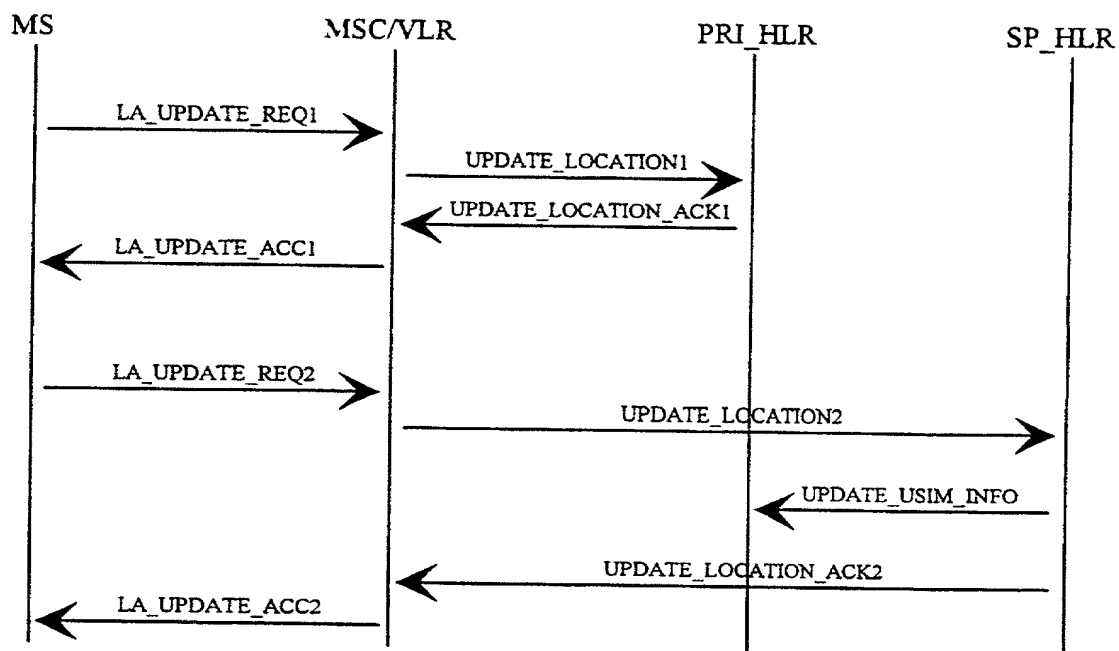 MS
MSC/VLR
PRI_HLR
SP_HLR
LA_UPDATE_REQ1
UPDATE_LOCATION1
UPDATE_LOCATION_ACK1
LA_UPDATE_ACC1
LA_UPDATE_REQ2
UPDATE_LOCATION2
UPDATE_USIM_INFO
UPDATE_LOCATION_ACK2
LA_UPDATE_ACC2